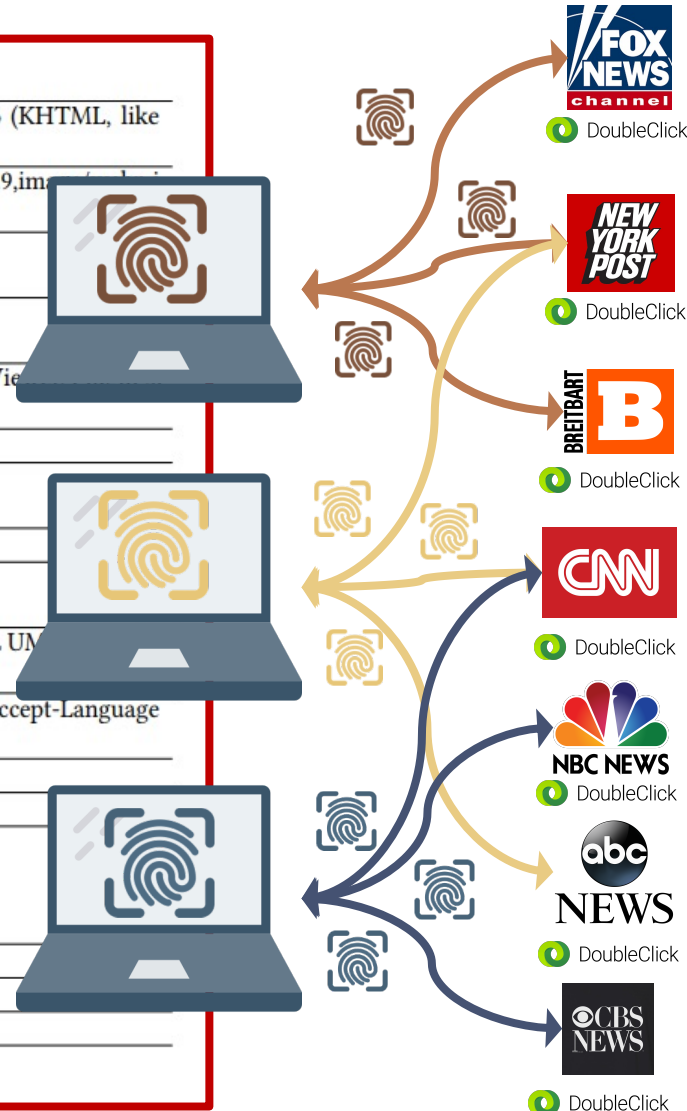 (KHTML, like
9,im
Vie
UM
ccept-Language
FOX
NEWS
channel
DoubleClick
NEW
YORK
POST
DoubleClick
BREITBART
B
DoubleClick
CNN
DoubleClick
NBC NEWS
DoubleClick
abc
NEWS
DoubleClick
CBS
NEWS
DoubleClick